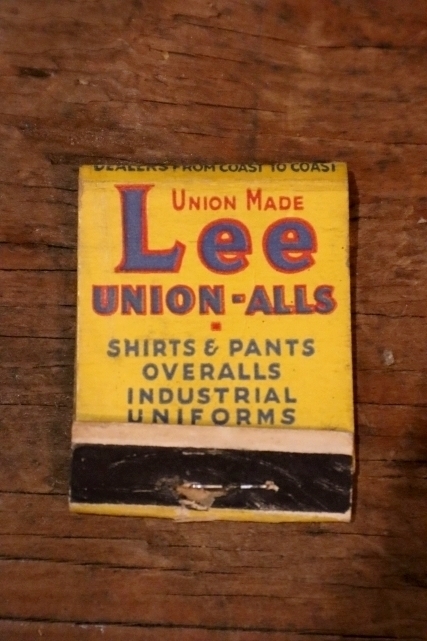 DEALERS FROM COAST TO COAST
UNION MADE
Lee
UNION-ALLS
SHIRTS & PANTS
OVERALLS
INDUSTRIAL
UNIFORMS